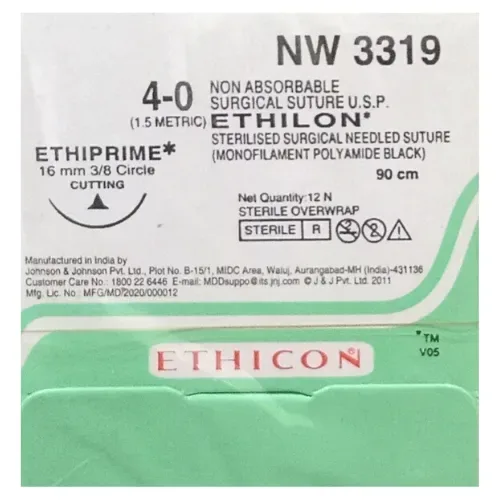 NW 3319
4-0
(1.5 METRIC)
NON ABSORBABLE
SURGICAL SUTURE U.S.P.
ETHILON*
STERILISED SURGICAL NEEDLED SUTURE
(MONOFILAMENT POLYAMIDE BLACK)
90 cm
ETHIPRIME*
16 mm 3/8 Circle
CUTTING
Net Quantity:12 N
STERILE OVERWRAP
STERILE R
Manufactured in India by
Johnson & Johnson Pvt. Ltd., Plot No. B-15/1, MIDC Area, Waluj, Aurangabad-MH (India)-431136
Customer Care No.: 1800 22 6446 E-mail: MDDsuppo@its.jnj.com © J & J Pvt. Ltd. 2011
Mfg. Lic. No.: MFG/MD/2020/000012
ETHICON
*TM
V05